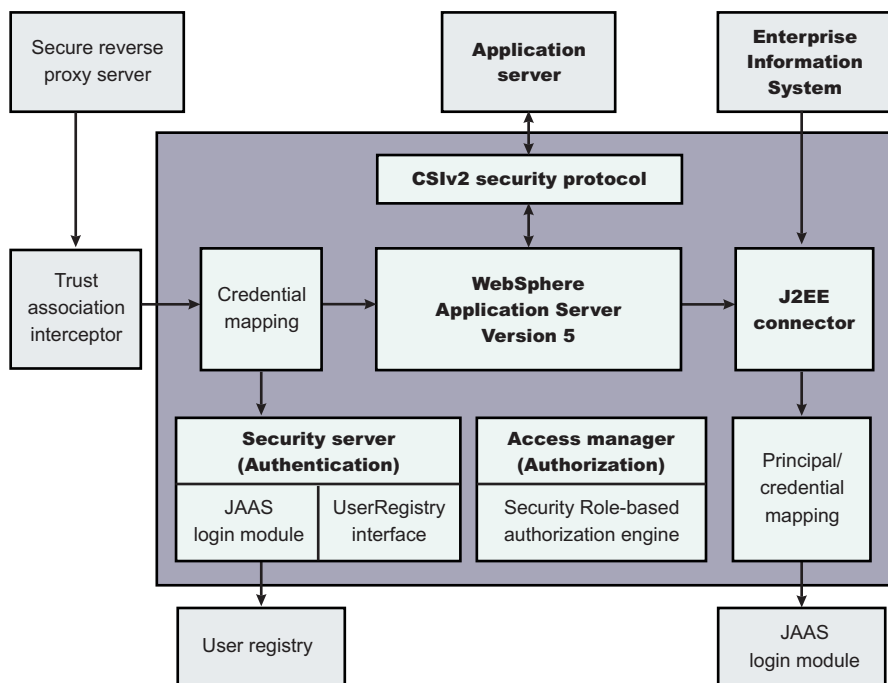 Secure reverse
proxy server
Application
server
Enterprise
Information
System
CSIv2 security protocol
Trust
association
interceptor
Credential
mapping
WebSphere
Application Server
Version 5
J2EE
connector
Security server
(Authentication)
JAAS
login module
UserRegistry
interface
Access manager
(Authorization)
Security Role-based
authorization engine
Principal/
credential
mapping
User registry
JAAS
login module